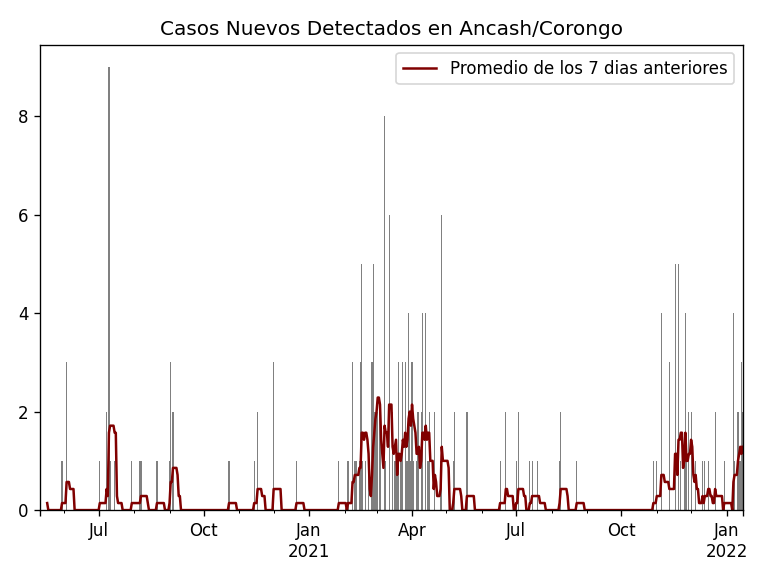 Casos Nuevos Detectados en Ancash/Corongo
Promedio de los 7 dias anteriores
8
6
4
2
0
Jul
Oct
Jan
2021
Apr
Jul
Oct
Jan
2022